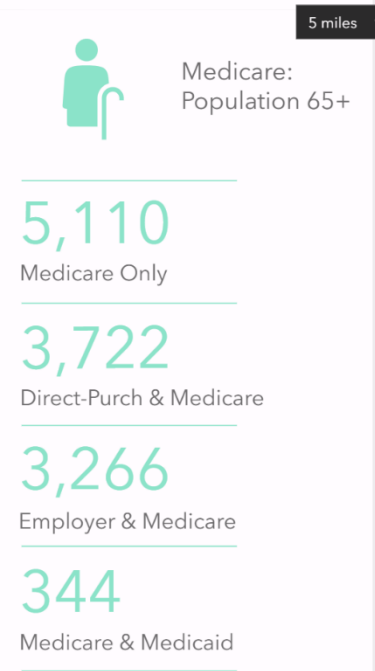 5 miles
Medicare:
Population 65+
5,110
Medicare Only
3,722
Direct-Purch & Medicare
3,266
Employer & Medicare
344
Medicare & Medicaid